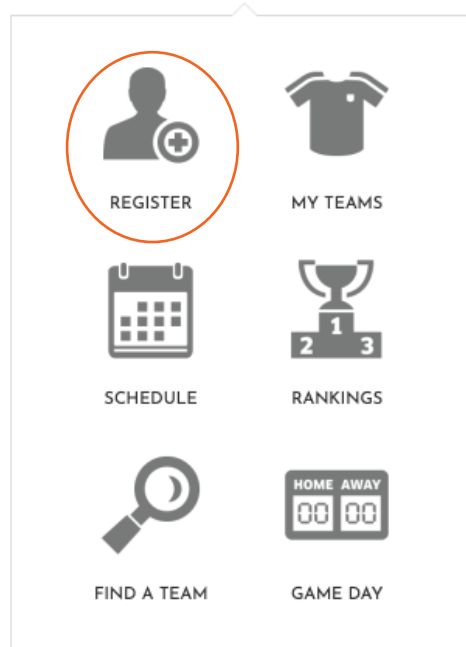 REGISTER
MY TEAMS
1
2 3
SCHEDULE
RANKINGS
HOME AWAY
00 00
FIND A TEAM
GAME DAY